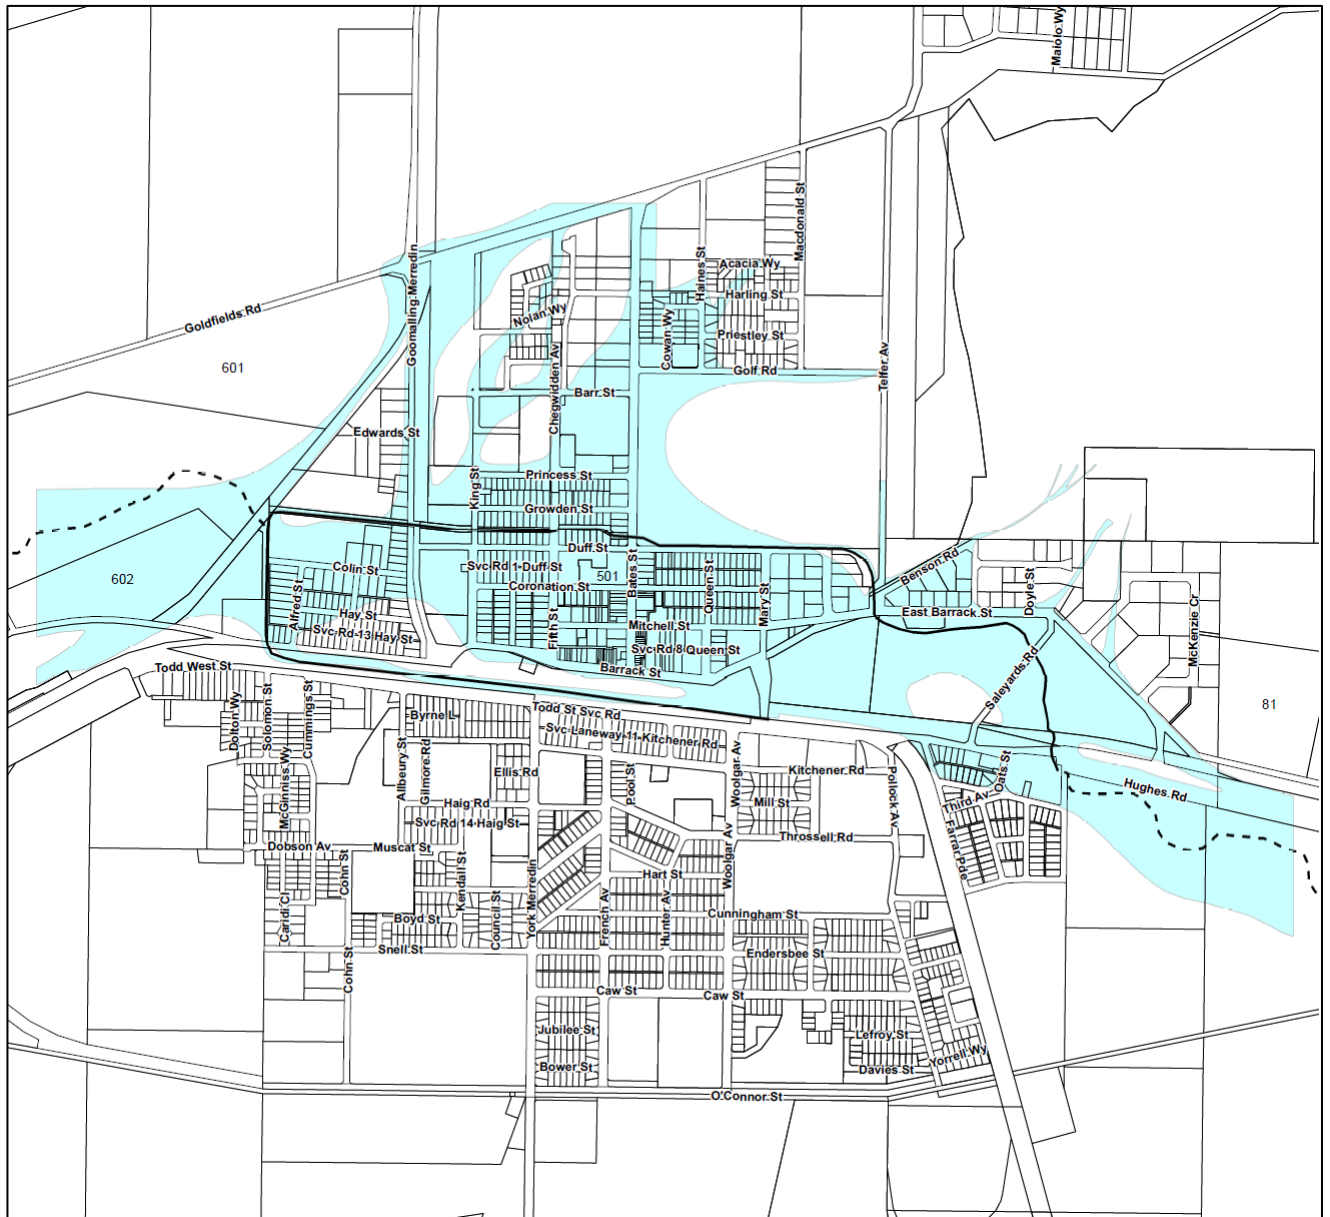 Maiolo Wy
Macdonald St
Goomalling-Merredin
Haines St
Acacia Wy
Harling St
Goldfields Rd
Nolan Wy
Cowan Wy
Priestley St
601
Chegwidden Av
Telfer Av
Golf Rd
Barr St
Edwards St
King St
Princess St
Growden St
Duff St
Svc Rd 1 Duff St
501
Bates St
Queen St
Benson Rd
Colin St
602
Coronation St
Mary St
Doyle St
Alfred St
Hay St
East Barrack St
Fifth St
Mitchell St
Svc Rd 13 Hay St
Svc Rd 8 Queen St
McKenzie Cr
Todd West St
Barrack St
Saleyards Rd
Dolton Wy
Solomon St
Cummings St
Byrne L
Todd St Svc Rd
81
Svc Laneway 11 Kitchener Rd
Allbeury St
Gilmore Rd
Woolgar Av
McGinniss Wy
Ellis Rd
Pool St
Kitchener Rd
Pollock Av
Oats St
Hughes Rd
Haig Rd
Mill St
Third Av
Svc Rd 14 Haig St
Throssell Rd
Dobson Av
Muscat St
Woolgar Av
Farrar Pde
Cohn St
Kendall St
York Merredin
Hart St
Caridi Cl
Boyd St
Council St
French Av
Hunter Av
Cunningham St
Snell St
Endersbee St
Cohn St
Caw St
Caw St
Jubilee St
Lefroy St
Yorrell Wy
Bower St
Davies St
O'Connor St